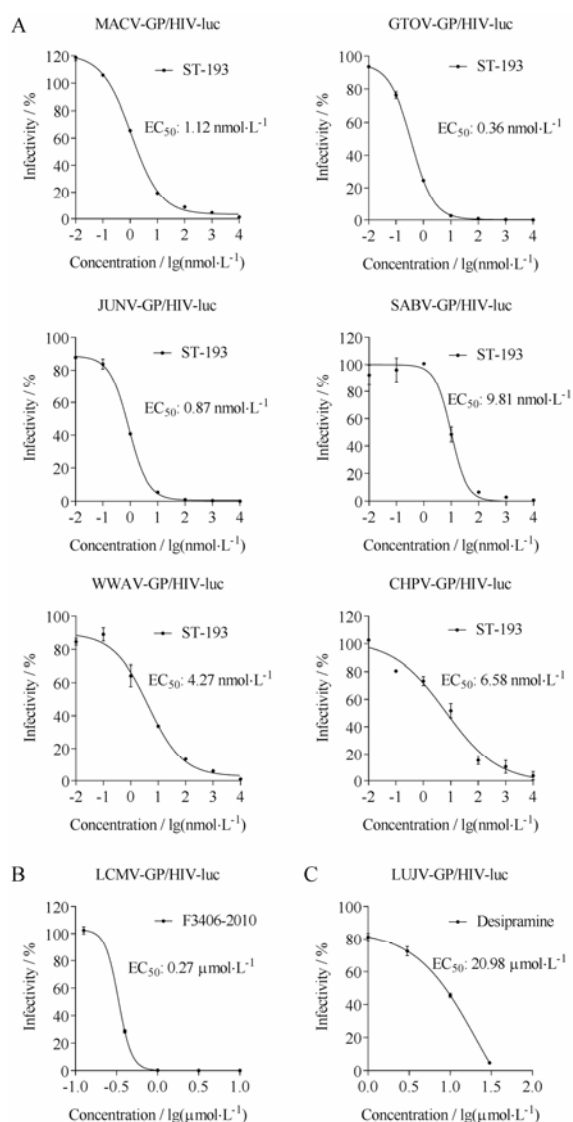 A
MACV-GP/HIV-luc
Infectivity / %
120
100
80
60
40
20
0
ST-193
EC50: 1.12 nmol·L-1
-2 -1 0 1 2 3 4
Concentration / lg(nmol·L-1)
GTOV-GP/HIV-luc
Infectivity / %
100
80
60
40
20
0
ST-193
EC50: 0.36 nmol·L-1
-2 -1 0 1 2 3 4
Concentration / lg(nmol·L-1)
JUNV-GP/HIV-luc
Infectivity / %
100
80
60
40
20
0
ST-193
EC50: 0.87 nmol·L-1
-2 -1 0 1 2 3 4
Concentration / lg(nmol·L-1)
SABV-GP/HIV-luc
Infectivity / %
120
100
80
60
40
20
0
ST-193
EC50: 9.81 nmol·L-1
-2 -1 0 1 2 3 4
Concentration / lg(nmol·L-1)
WWAV-GP/HIV-luc
Infectivity / %
100
80
60
40
20
0
ST-193
EC50: 4.27 nmol·L-1
-2 -1 0 1 2 3 4
Concentration / lg(nmol·L-1)
CHPV-GP/HIV-luc
Infectivity / %
120
100
80
60
40
20
0
ST-193
EC50: 6.58 nmol·L-1
-2 -1 0 1 2 3 4
Concentration / lg(nmol·L-1)
B
LCMV-GP/HIV-luc
Infectivity / %
120
100
80
60
40
20
0
F3406-2010
EC50: 0.27 μmol·L-1
-1.0 -0.5 0.0 0.5 1.0
Concentration / lg(μmol·L-1)
C
LUJV-GP/HIV-luc
Infectivity / %
100
80
60
40
20
0
Desipramine
EC50: 20.98 μmol·L-1
0.0 0.5 1.0 1.5 2.0
Concentration / lg(μmol·L-1)